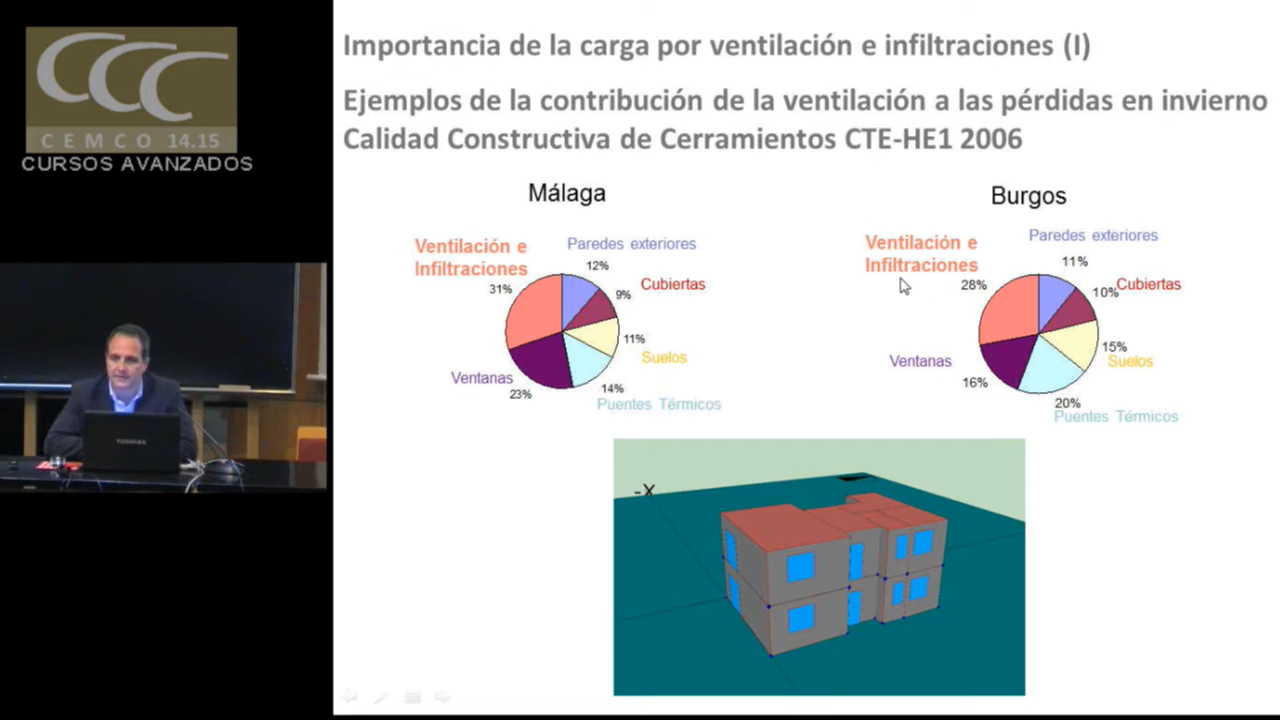 CCC
CEMCO 14.15
CURSOS AVANZADOS
Importancia de la carga por ventilación e infiltraciones (I)
Ejemplos de la contribución de la ventilación a las pérdidas en invierno
Calidad Constructiva de Cerramientos CTE-HE1 2006
Málaga
Ventilación e
Infiltraciones
31%
Paredes exteriores
12%
Cubiertas
9%
11%
Suelos
Ventanas
23%
14%
Puentes Térmicos
Burgos
Ventilación e
Infiltraciones
28%
Paredes exteriores
11%
10%
Cubiertas
15%
Suelos
Ventanas
16%
20%
Puentes Térmicos
-X
TOSHIBA